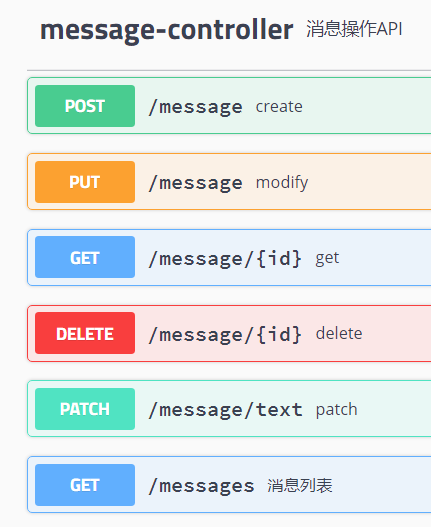 message-controller 消息操作API
POST /message create
PUT /message modify
GET /message/{id} get
DELETE /message/{id} delete
PATCH /message/text patch
GET /messages 消息列表